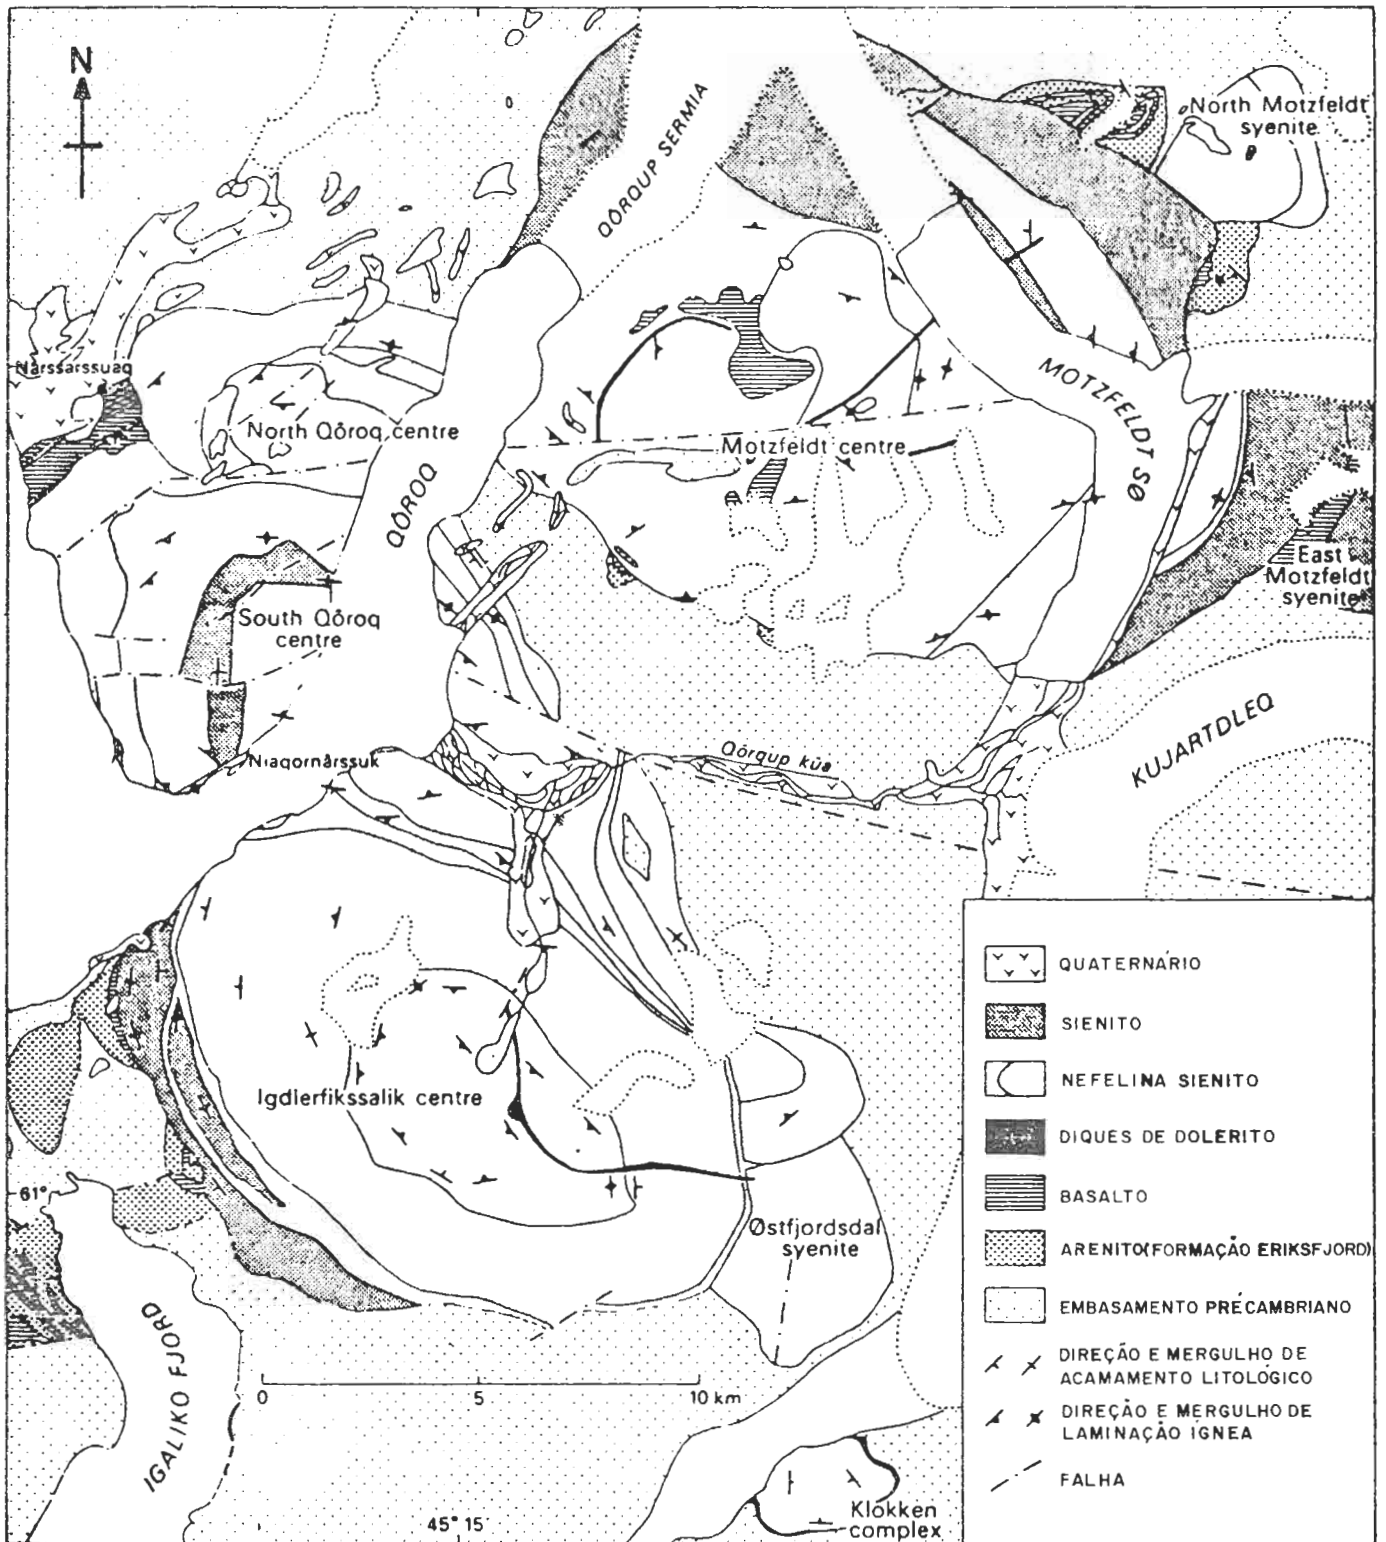 N
QÔRQUP SERMIA
North Motzfeldt
syenite
Nârssârssuaq
North Qôroq centre
MOTZFELDT SØ
Motzfeldt centre
QÔROQ
East
Motzfeldt
syenite
South Qôroq
centre
KUJARTDLEQ
Qôrqup kûa
Niaqornârssuk
Igdlerfikssalik centre
61°
Østfjordsdal
syenite
IGALIKO FJORD
0 5 10 km
45° 15
Klokken
complex
QUATERNÁRIO
SIENITO
NEFELINA SIENITO
DIQUES DE DOLERITO
BASALTO
ARENITO(FORMAÇÃO ERIKSFJORD)
EMBASAMENTO PRÉCAMBRIANO
DIREÇÃO E MERGULHO DE
ACAMAMENTO LITOLÓGICO
DIREÇÃO E MERGULHO DE
LAMINAÇÃO ÍGNEA
FALHA